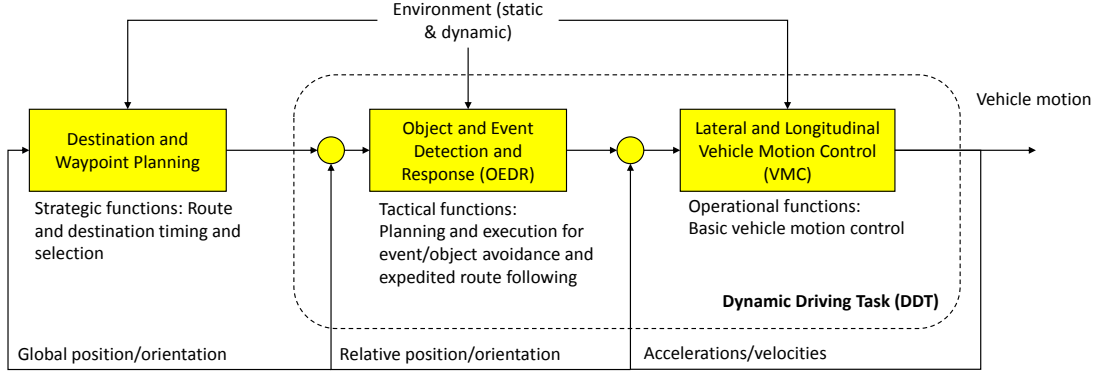 Environment (static
& dynamic)
Vehicle motion
Destination and
Waypoint Planning
Object and Event
Detection and
Response (OEDR)
Lateral and Longitudinal
Vehicle Motion Control
(VMC)
Strategic functions: Route
and destination timing and
selection
Tactical functions:
Planning and execution for
event/object avoidance and
expedited route following
Operational functions:
Basic vehicle motion control
Dynamic Driving Task (DDT)
Global position/orientation
Relative position/orientation
Accelerations/velocities